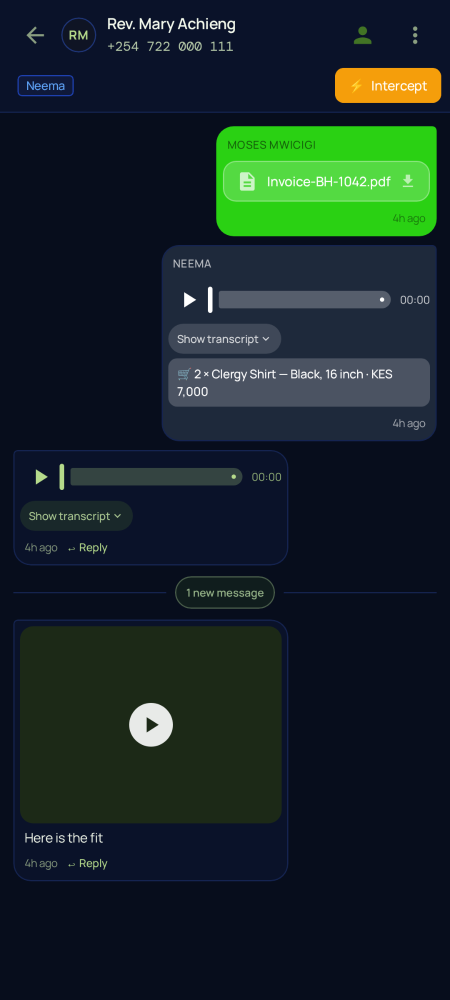 RM
Rev. Mary Achieng
+254 722 000 111
Neema
⚡ Intercept
MOSES MWICIGI
Invoice-BH-1042.pdf
4h ago
NEEMA
00:00
Show transcript
🛒 2 × Clergy Shirt — Black, 16 inch · KES
7,000
4h ago
00:00
Show transcript
4h ago ↩ Reply
1 new message
Here is the fit
4h ago ↩ Reply